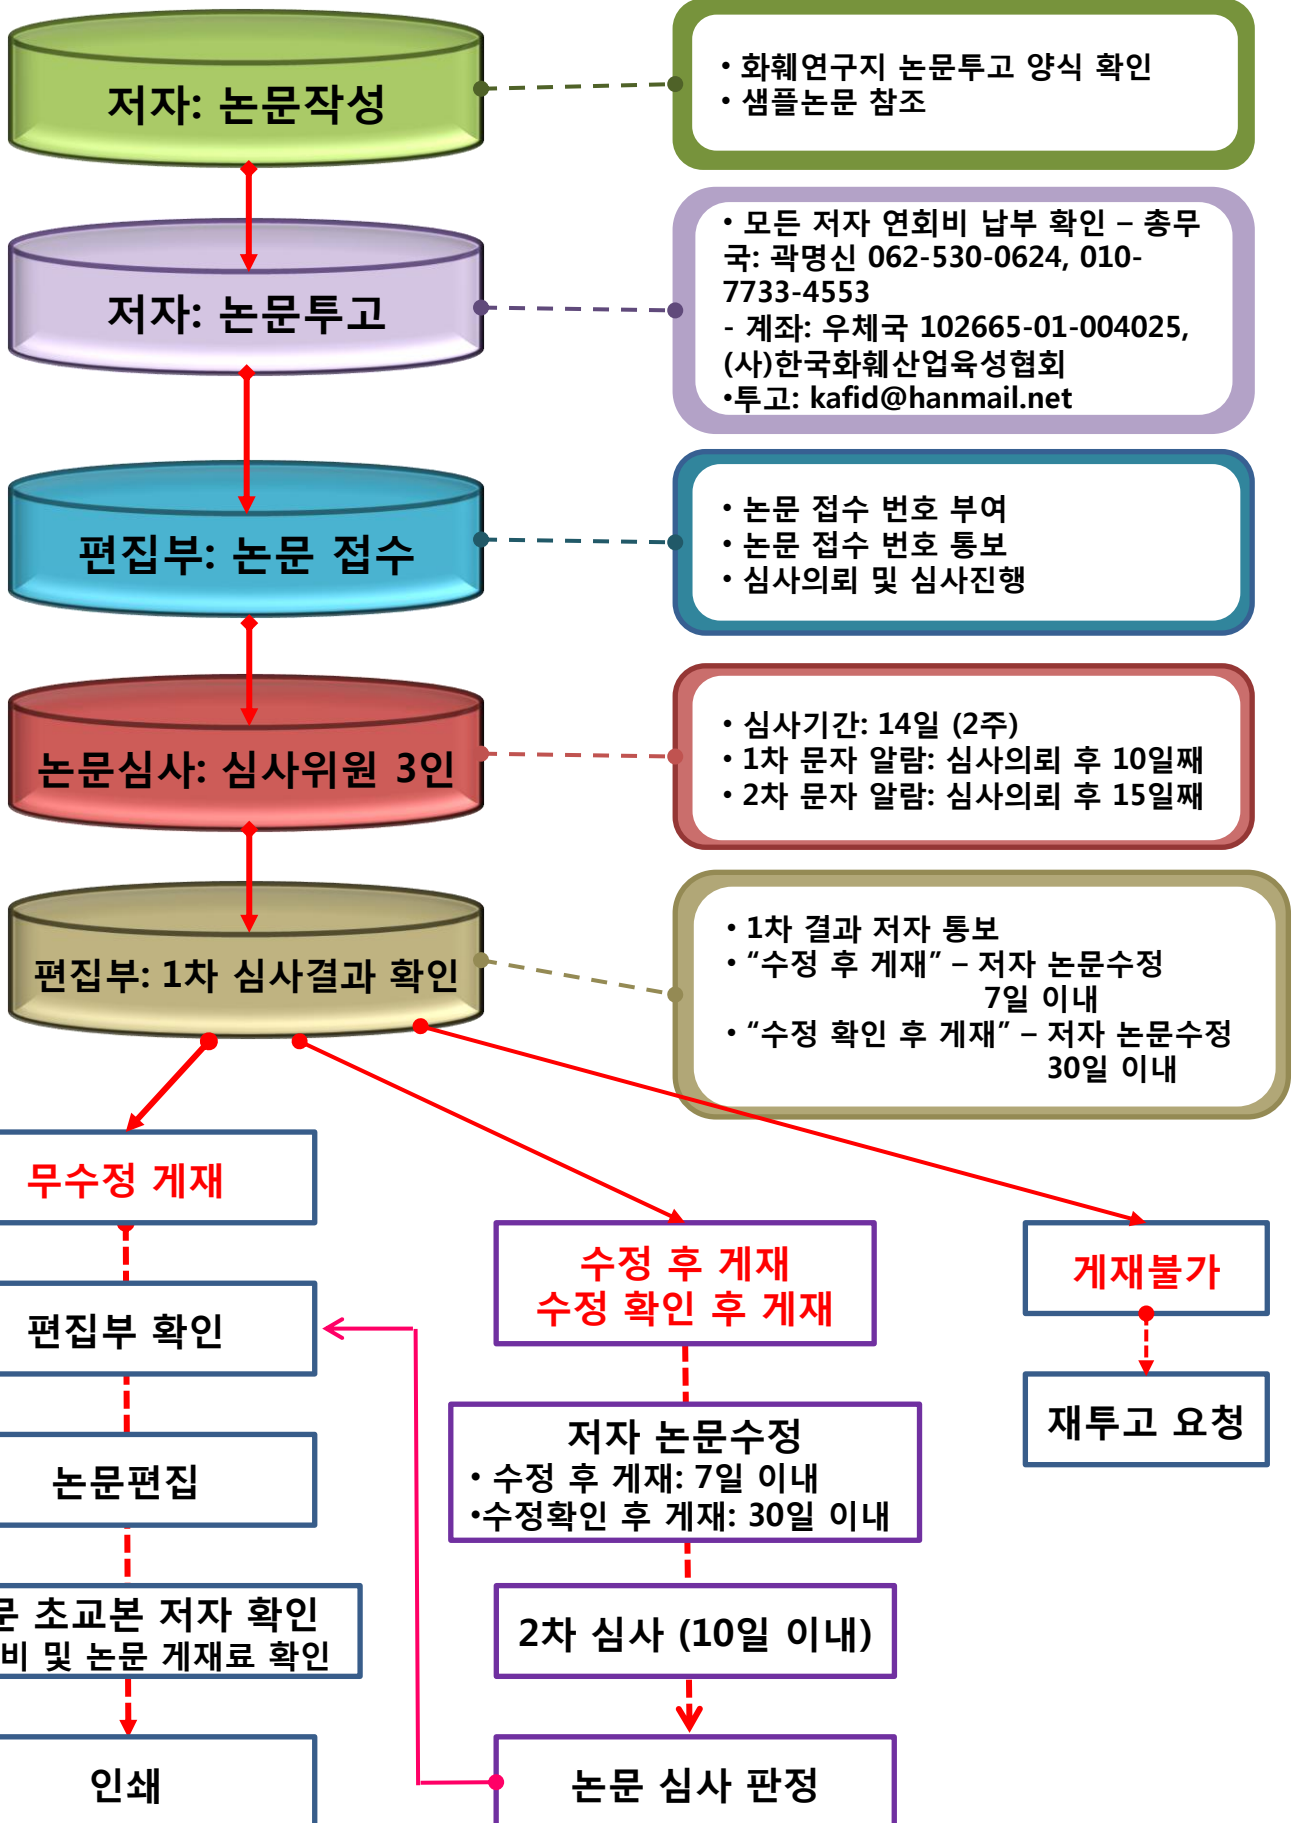 저자: 논문작성
• 화훼연구지 논문투고 양식 확인
• 샘플논문 참조
저자: 논문투고
• 모든 저자 연회비 납부 확인 – 총무
국: 곽명신 062-530-0624, 010-
7733-4553
- 계좌: 우체국 102665-01-004025,
(사)한국화훼산업육성협회
•투고: kafid@hanmail.net
편집부: 논문 접수
• 논문 접수 번호 부여
• 논문 접수 번호 통보
• 심사의뢰 및 심사진행
논문심사: 심사위원 3인
• 심사기간: 14일 (2주)
• 1차 문자 알람: 심사의뢰 후 10일째
• 2차 문자 알람: 심사의뢰 후 15일째
편집부: 1차 심사결과 확인
• 1차 결과 저자 통보
• “수정 후 게재” – 저자 논문수정
7일 이내
• “수정 확인 후 게재” – 저자 논문수정
30일 이내
무수정 게재
편집부 확인
논문편집
문 초교본 저자 확인
비 및 논문 게재료 확인
인쇄
수정 후 게재
수정 확인 후 게재
저자 논문수정
• 수정 후 게재: 7일 이내
•수정확인 후 게재: 30일 이내
2차 심사 (10일 이내)
논문 심사 판정
게재불가
재투고 요청